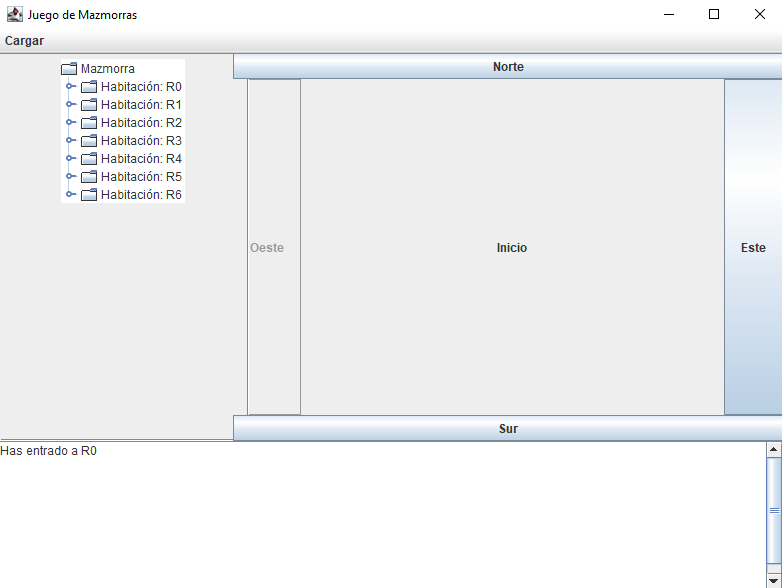 Juego de Mazmorras
Cargar
Mazmorra
Habitación: R0
Habitación: R1
Habitación: R2
Habitación: R3
Habitación: R4
Habitación: R5
Habitación: R6
Norte
Oeste
Inicio
Este
Sur
Has entrado a R0